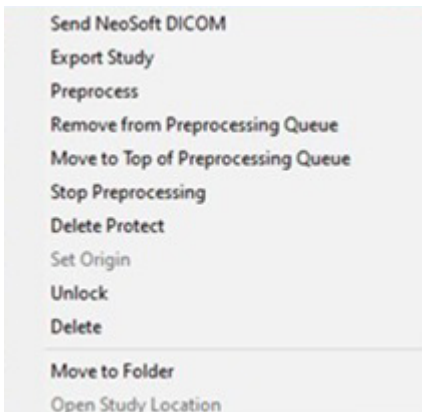 Send NeoSoft DICOM
Export Study
Preprocess
Remove from Preprocessing Queue
Move to Top of Preprocessing Queue
Stop Preprocessing
Delete Protect
Set Origin
Unlock
Delete
Move to Folder
Open Study Location